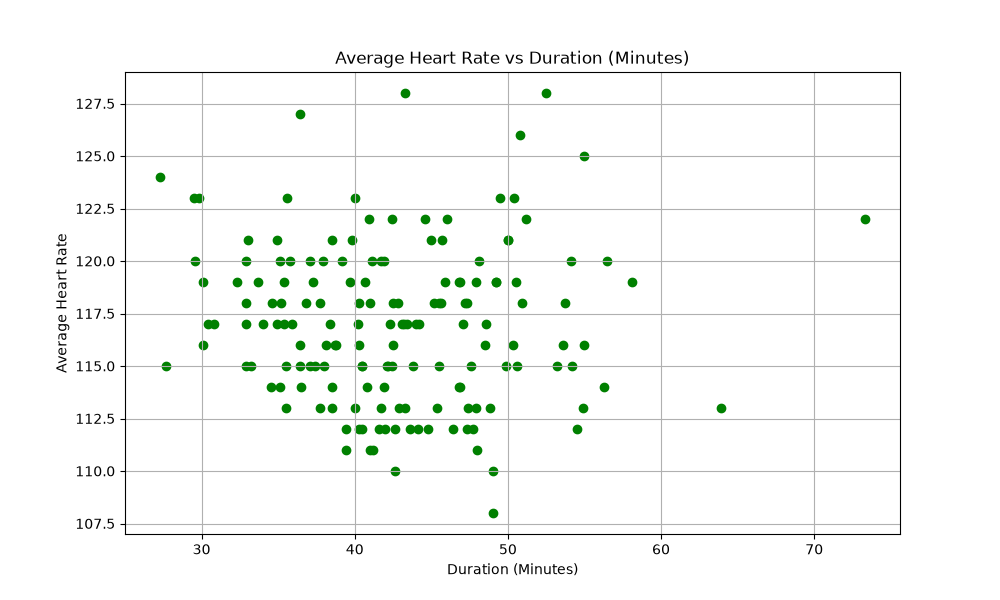 Average Heart Rate vs Duration (Minutes)
127.5
125.0
122.5
120.0
117.5
115.0
112.5
110.0
107.5
Average Heart Rate
30 40 50 60 70
Duration (Minutes)